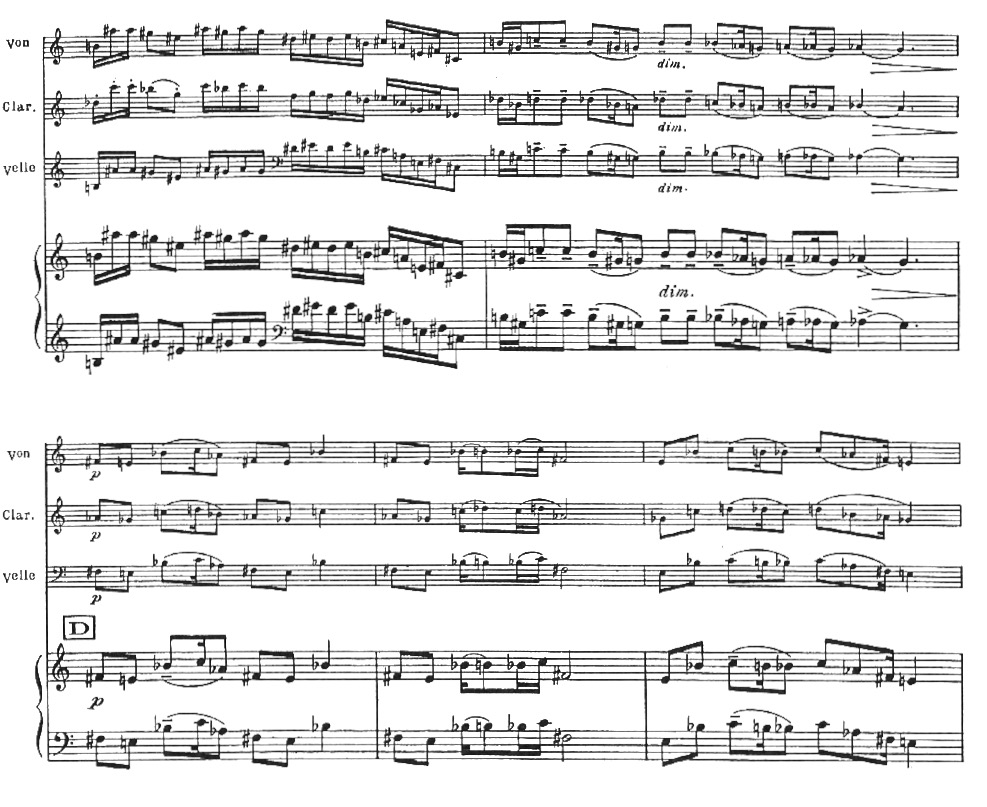 Von
dim.
Clar.
dim.
velle
dim.
dim.
Von
p
Clar.
p
velle
p
D
p